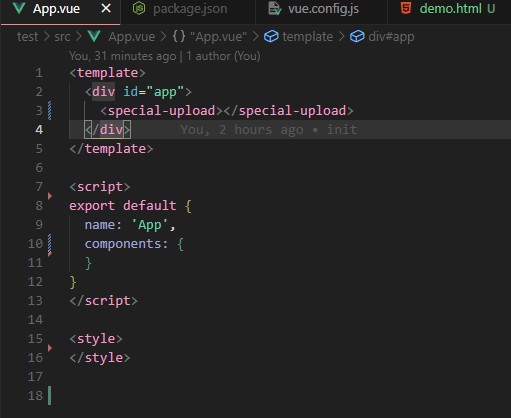 App.vue package.json vue.config.js demo.html U
test > src > App.vue > {} "App.vue" > template > div#app
You, 31 minutes ago | 1 author (You)
1 <template>
2 <div id="app">
3 <special-upload></special-upload>
4 </div> You, 2 hours ago • init
5 </template>
6
7 <script>
8 export default {
9 name: 'App',
10 components: {
11 }
12 }
13 </script>
14
15 <style>
16 </style>
17
18